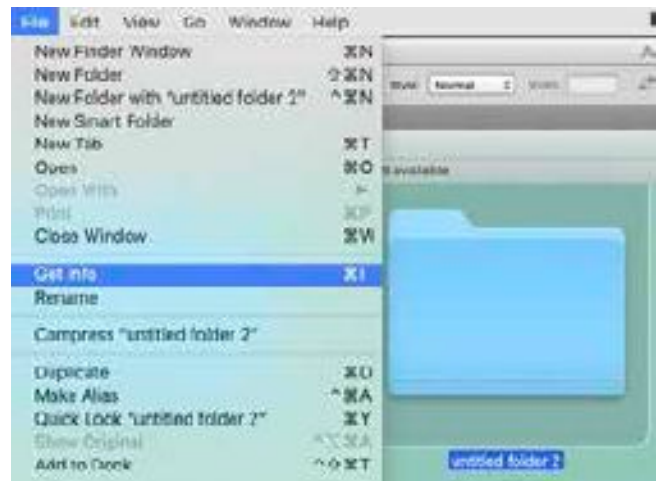 File Edit View Go Window Help
New Finder Window ⌘N
New Folder ⇧⌘N
New Folder with "untitled folder 2" ^⌘N
New Smart Folder
New Tab ⌘T
Open ⌘O
Open With
Print ⌘P
Close Window ⌘W
Get Info ⌘I
Rename
Compress "untitled folder 2"
Duplicate ⌘D
Make Alias ^⌘A
Quick Look "untitled folder 2" ⌘Y
Show Original ^⌥⌘A
Add to Dock ^⇧⌘T
Style: Normal
available
untitled folder 2